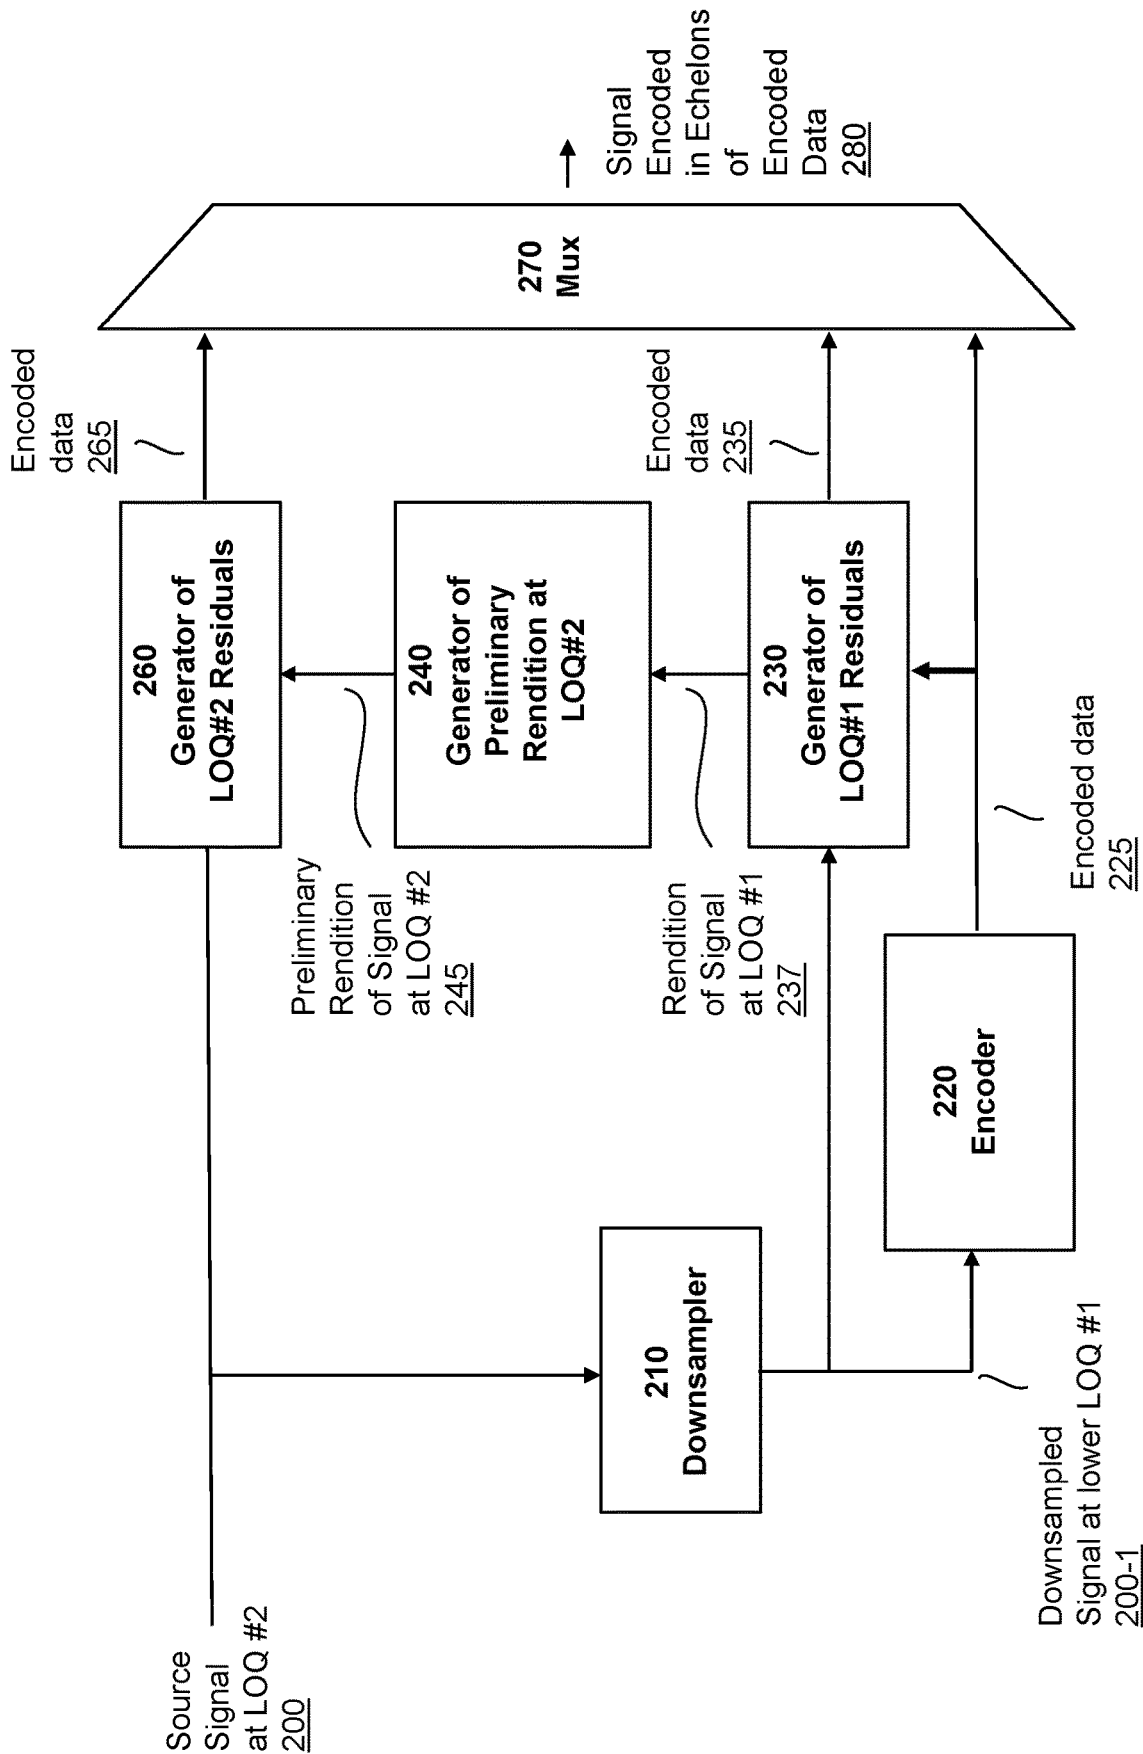 Source
Signal
at LOQ #2
200
210
Downsampler
Downsampled
Signal at lower LOQ #1
200-1
220
Encoder
Encoded data
225
Preliminary
Rendition
of Signal
at LOQ #2
245
Rendition
of Signal
at LOQ #1
237
260
Generator of
LOQ#2 Residuals
240
Generator of
Preliminary
Rendition at
LOQ#2
230
Generator of
LOQ#1 Residuals
Encoded
data
265
Encoded
data
235
270
Mux
Signal
Encoded
in Echelons
of
Encoded
Data
280